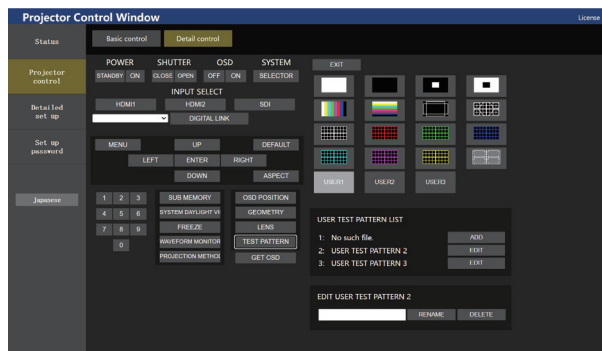 Projector Control Window
License
Status
Projector control
Detailed set up
Set up password
Japanese
Basic control
Detail control
POWER
SHUTTER
OSD
SYSTEM
STANDBY
ON
CLOSE
OPEN
OFF
ON
SELECTOR
INPUT SELECT
HDMI1
HDMI2
SDI
DIGITAL LINK
MENU
UP
DEFAULT
LEFT
ENTER
RIGHT
DOWN
ASPECT
1 2 3
4 5 6
7 8 9
0
SUB MEMORY
SYSTEM DAYLIGHT VI
FREEZE
WAVEFORM MONITOR
PROJECTION METHOD
OSD POSITION
GEOMETRY
LENS
TEST PATTERN
GET OSD
EXIT
USER1
USER2
USER3
USER TEST PATTERN LIST
1: No such file.
ADD
2: USER TEST PATTERN 2
EDIT
3: USER TEST PATTERN 3
EDIT
EDIT USER TEST PATTERN 2
RENAME
DELETE